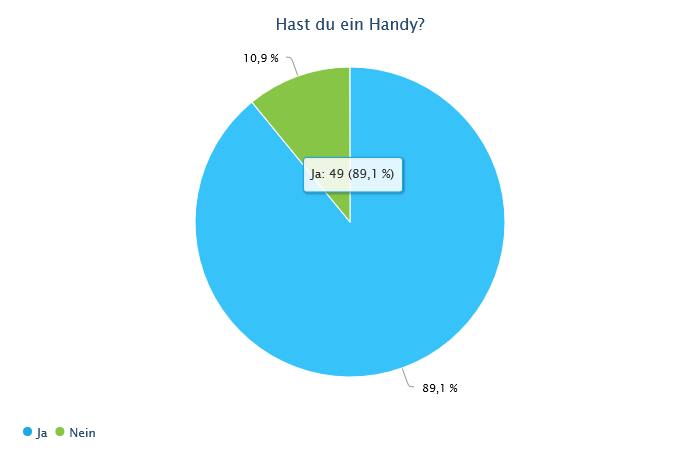 Hast du ein Handy?
10,9 %
Ja: 49 (89,1 %)
89,1 %
Ja Nein